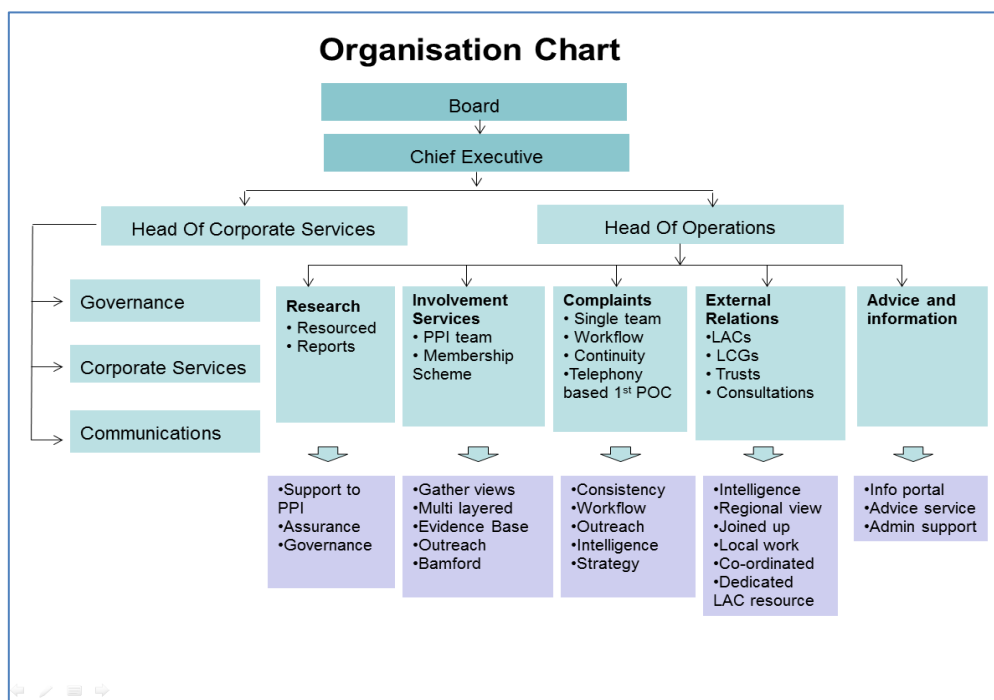 Organisation Chart
Board
Chief Executive
Head Of Corporate Services
Head Of Operations
Governance
Corporate Services
Communications
Research
• Resourced
• Reports
Involvement
Services
• PPI team
• Membership
Scheme
Complaints
• Single team
• Workflow
• Continuity
•Telephony
based 1st POC
External
Relations
•LACs
• LCGs
• Trusts
• Consultations
Advice and
information
•Support to
PPI
•Assurance
•Governance
•Gather views
•Multi layered
•Evidence Base
•Outreach
•Bamford
•Consistency
•Workflow
•Outreach
•Intelligence
•Strategy
•Intelligence
•Regional view
•Joined up
•Local work
•Co-ordinated
•Dedicated
LAC resource
•Info portal
•Advice service
•Admin support